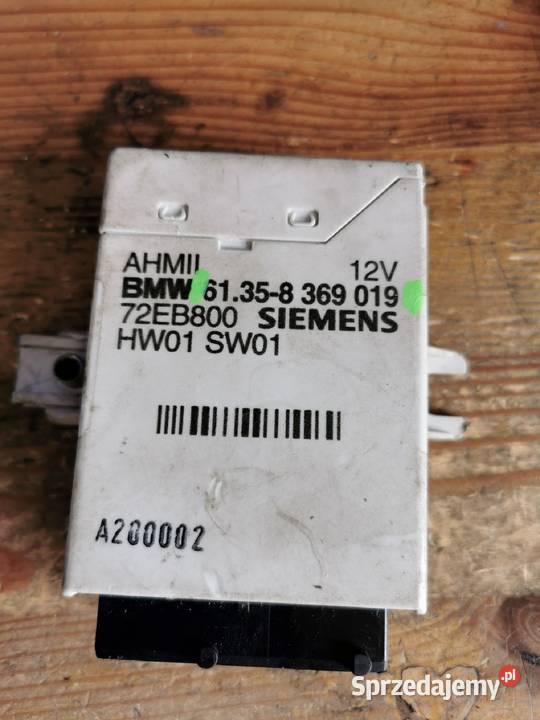 AHMII 12V
BMW 61.35-8 369 019
72EB800 SIEMENS
HW01 SW01
A200002
Sprzedajemy.pl